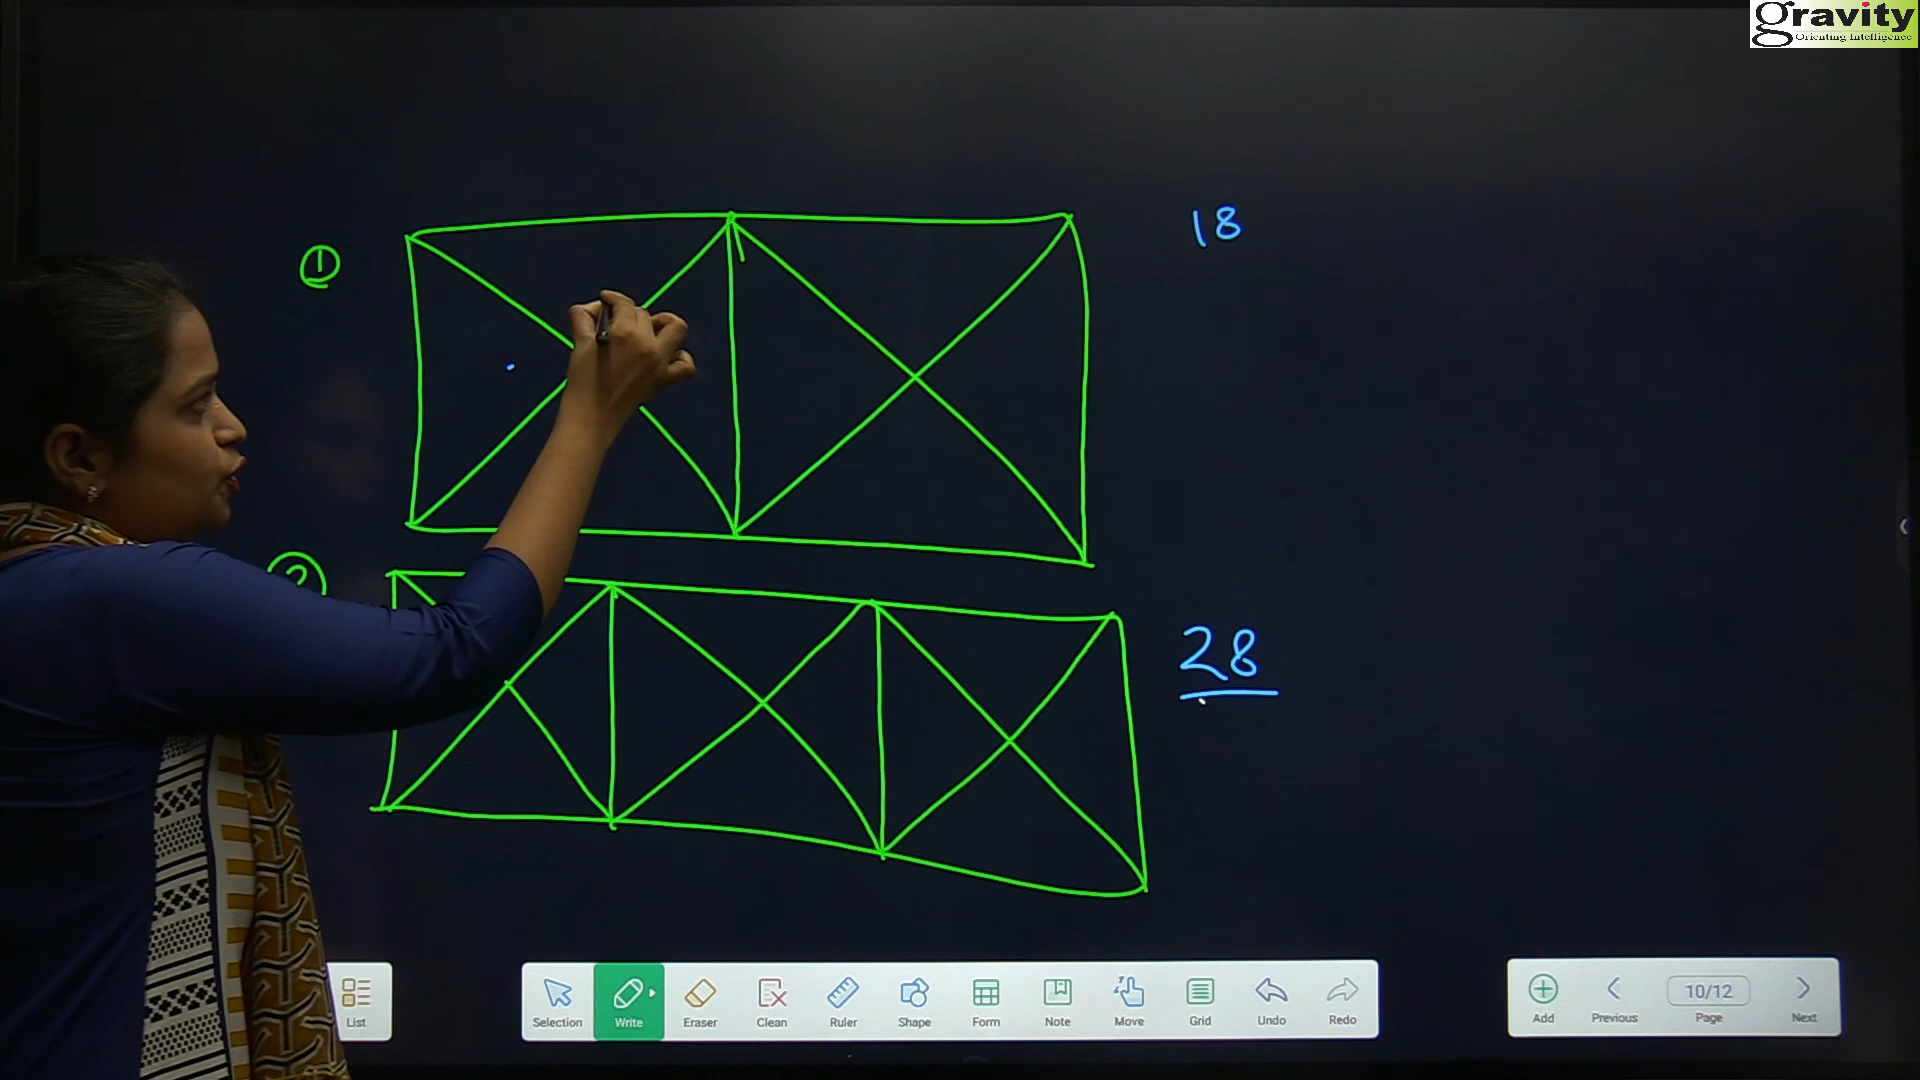 gravity
Orienting Intelligence
1
18
2
28
List
Selection
Write
Eraser
Clean
Ruler
Shape
Form
Note
Move
Grid
Undo
Redo
Add
Previous
10/12
Page
Next